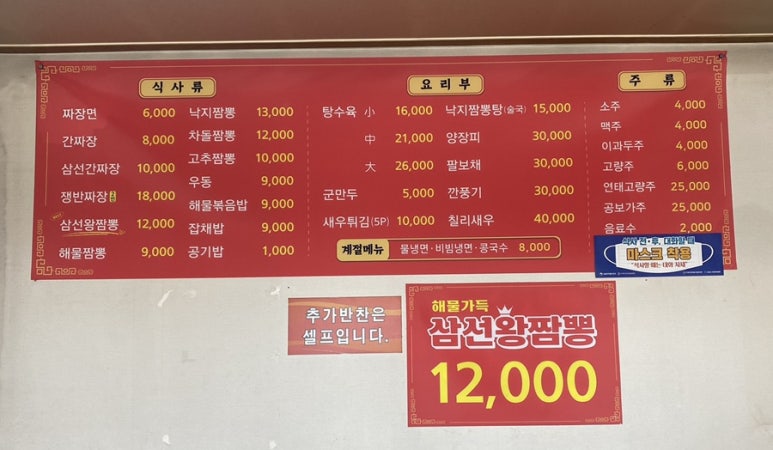 식사류
짜장면 6,000
간짜장 8,000
삼선간짜장 10,000
쟁반짜장 18,000
삼선왕짬뽕 12,000
해물짬뽕 9,000
낙지짬뽕 13,000
차돌짬뽕 12,000
고추짬뽕 10,000
우동 9,000
해물볶음밥 9,000
잡채밥 9,000
공기밥 1,000
요리부
탕수육 小 16,000
中 21,000
大 26,000
군만두 5,000
새우튀김(5P) 10,000
낙지짬뽕탕(술국) 15,000
양장피 30,000
팔보채 30,000
깐풍기 30,000
칠리새우 40,000
계절메뉴 물냉면·비빔냉면·콩국수 8,000
주류
소주 4,000
맥주 4,000
이과두주 4,000
고량주 6,000
연태고량주 25,000
공보가주 25,000
음료수 2,000
식사 전·후, 대화할 때
마스크 착용
추가반찬은
셀프입니다.
해물가득
삼선왕짬뽕
12,000